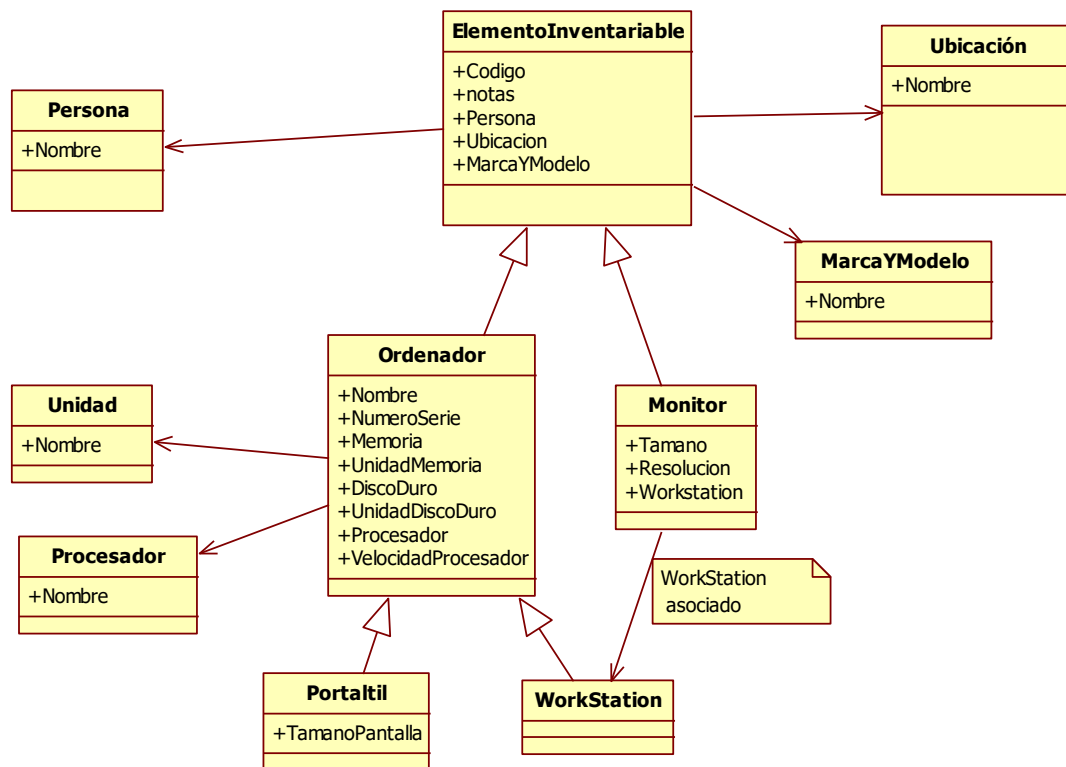 ElementoInventariable
+Codigo
+notas
+Persona
+Ubicacion
+MarcaYModelo
Ubicación
+Nombre
Persona
+Nombre
MarcaYModelo
+Nombre
Ordenador
+Nombre
+NumeroSerie
+Memoria
+UnidadMemoria
+DiscoDuro
+UnidadDiscoDuro
+Procesador
+VelocidadProcesador
Monitor
+Tamano
+Resolucion
+Workstation
Unidad
+Nombre
Procesador
+Nombre
WorkStation
asociado
Portaltil
+TamanoPantalla
WorkStation